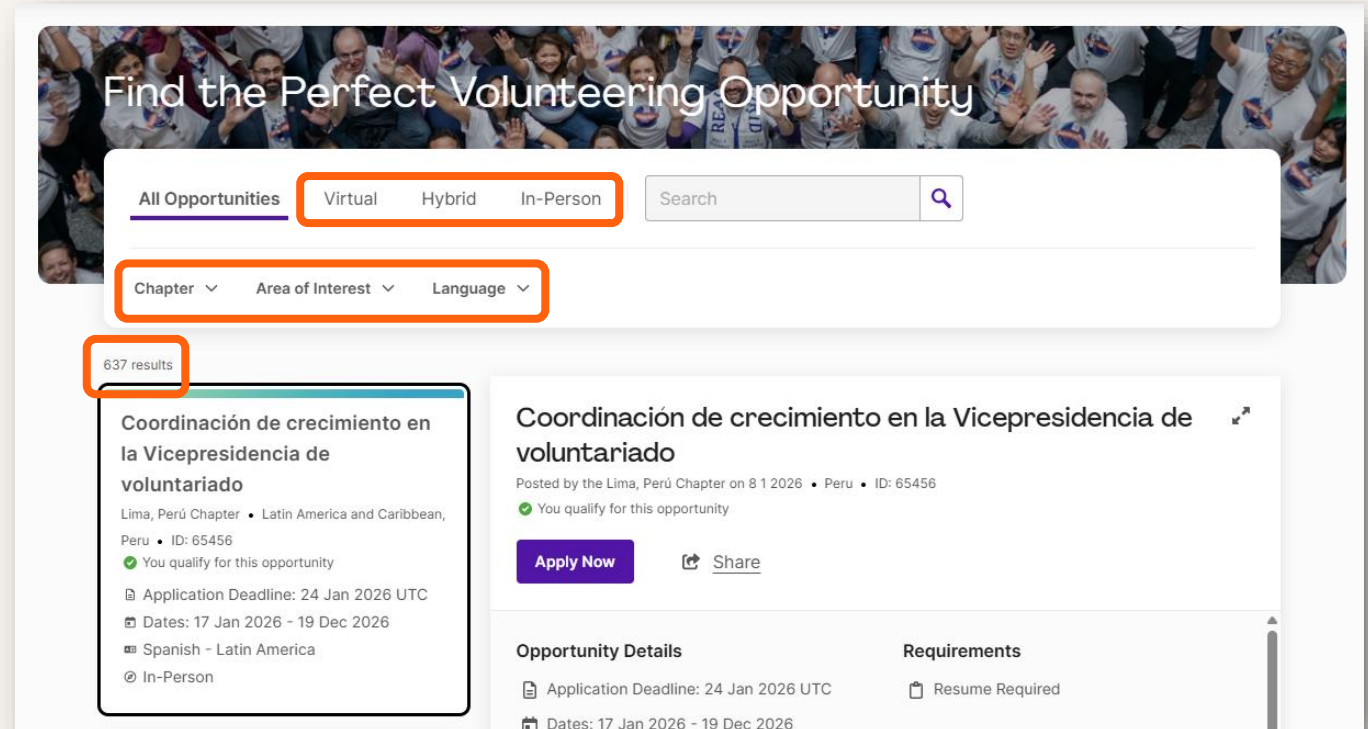 Find the Perfect Volunteering Opportunity
All Opportunities Virtual Hybrid In-Person Search
Chapter Area of Interest Language
637 results
Coordinación de crecimiento en
la Vicepresidencia de
voluntariado
Lima, Perú Chapter • Latin America and Caribbean,
Peru • ID: 65456
You qualify for this opportunity
Application Deadline: 24 Jan 2026 UTC
Dates: 17 Jan 2026 - 19 Dec 2026
Spanish - Latin America
In-Person
Coordinación de crecimiento en la Vicepresidencia de
voluntariado
Posted by the Lima, Perú Chapter on 8 1 2026 • Peru • ID: 65456
You qualify for this opportunity
Apply Now Share
Opportunity Details
Application Deadline: 24 Jan 2026 UTC
Dates: 17 Jan 2026 - 19 Dec 2026
Requirements
Resume Required